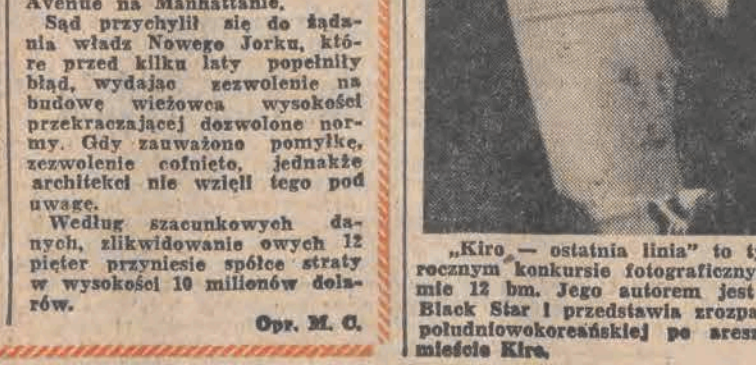 Avenue na Manhattanie.
Sąd przychylił się do żąda-
nia władz Nowego Jorku, któ-
re przed kilku laty popełniły
błąd, wydając zezwolenie na
budowę wieżowca wysokości
przekraczającej dozwolone nor-
my. Gdy zauważono pomyłkę,
zezwolenie cofnięto, jednakże
architekci nie wzięli tego pod
uwagę.
Według szacunkowych da-
nych, zlikwidowanie owych 12
pięter przyniesie spółce straty
w wysokości 10 milionów dola-
rów.
Opr. M. C.
„Kiro — ostatnia linia” to
rocznym konkursie fotograficzny
mie 12 bm. Jego autorem jest
Black Star i przedstawia zrozpa
południowokoreańskiej po aresz
mieście Kiro.